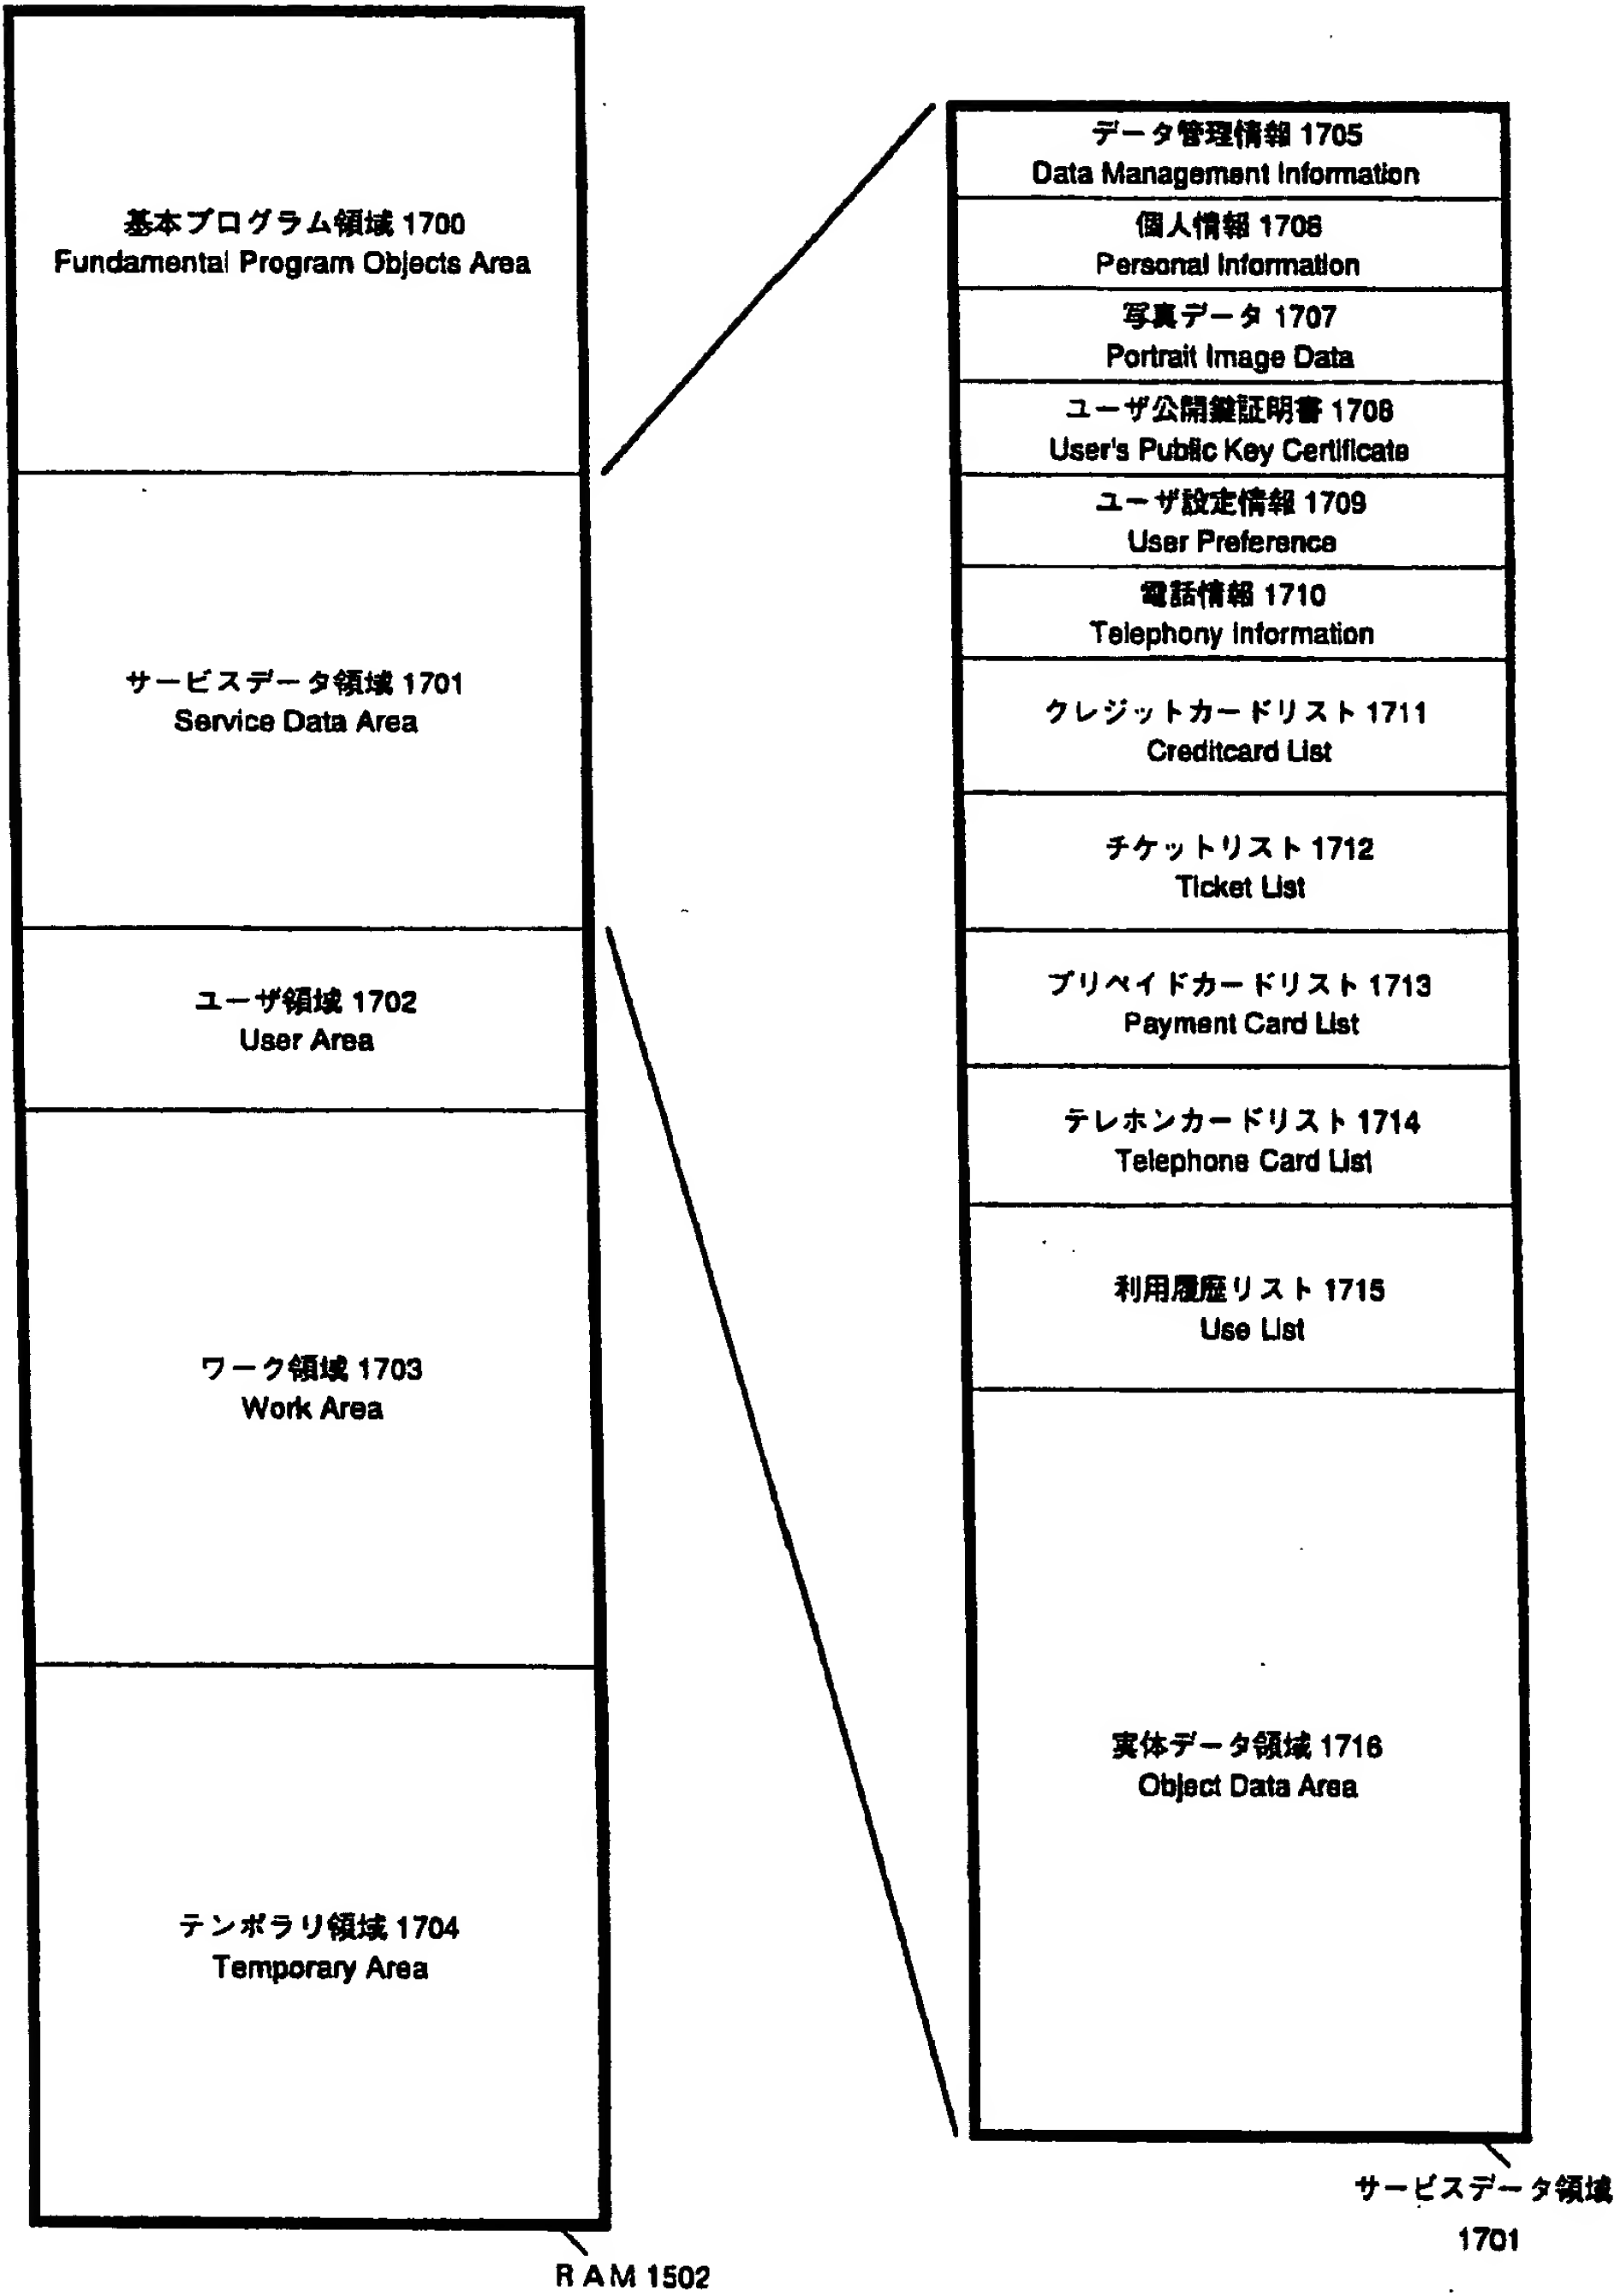 基本プログラム領域 1700
Fundamental Program Objects Area
サービスデータ領域 1701
Service Data Area
ユーザ領域 1702
User Area
ワーク領域 1703
Work Area
テンポラリ領域 1704
Temporary Area
RAM 1502
データ管理情報 1705
Data Management Information
個人情報 1706
Personal Information
写真データ 1707
Portrait Image Data
ユーザ公開鍵証明書 1708
User's Public Key Certificate
ユーザ設定情報 1709
User Preference
電話情報 1710
Telephony Information
クレジットカードリスト 1711
Creditcard List
チケットリスト 1712
Ticket List
プリペイドカードリスト 1713
Payment Card List
テレホンカードリスト 1714
Telephone Card List
利用履歴リスト 1715
Use List
実体データ領域 1716
Object Data Area
サービスデータ領域
1701